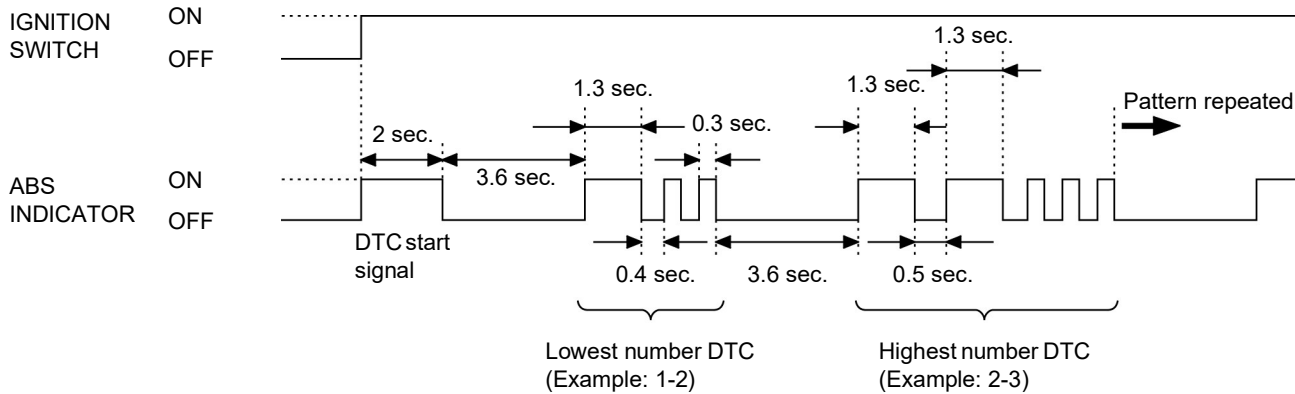 IGNITION
SWITCH
ON
OFF
1.3 sec.
1.3 sec.
1.3 sec.
Pattern repeated
2 sec.
0.3 sec.
3.6 sec.
ABS
INDICATOR
ON
OFF
DTC start
signal
0.4 sec.
3.6 sec.
0.5 sec.
Lowest number DTC
(Example: 1-2)
Highest number DTC
(Example: 2-3)